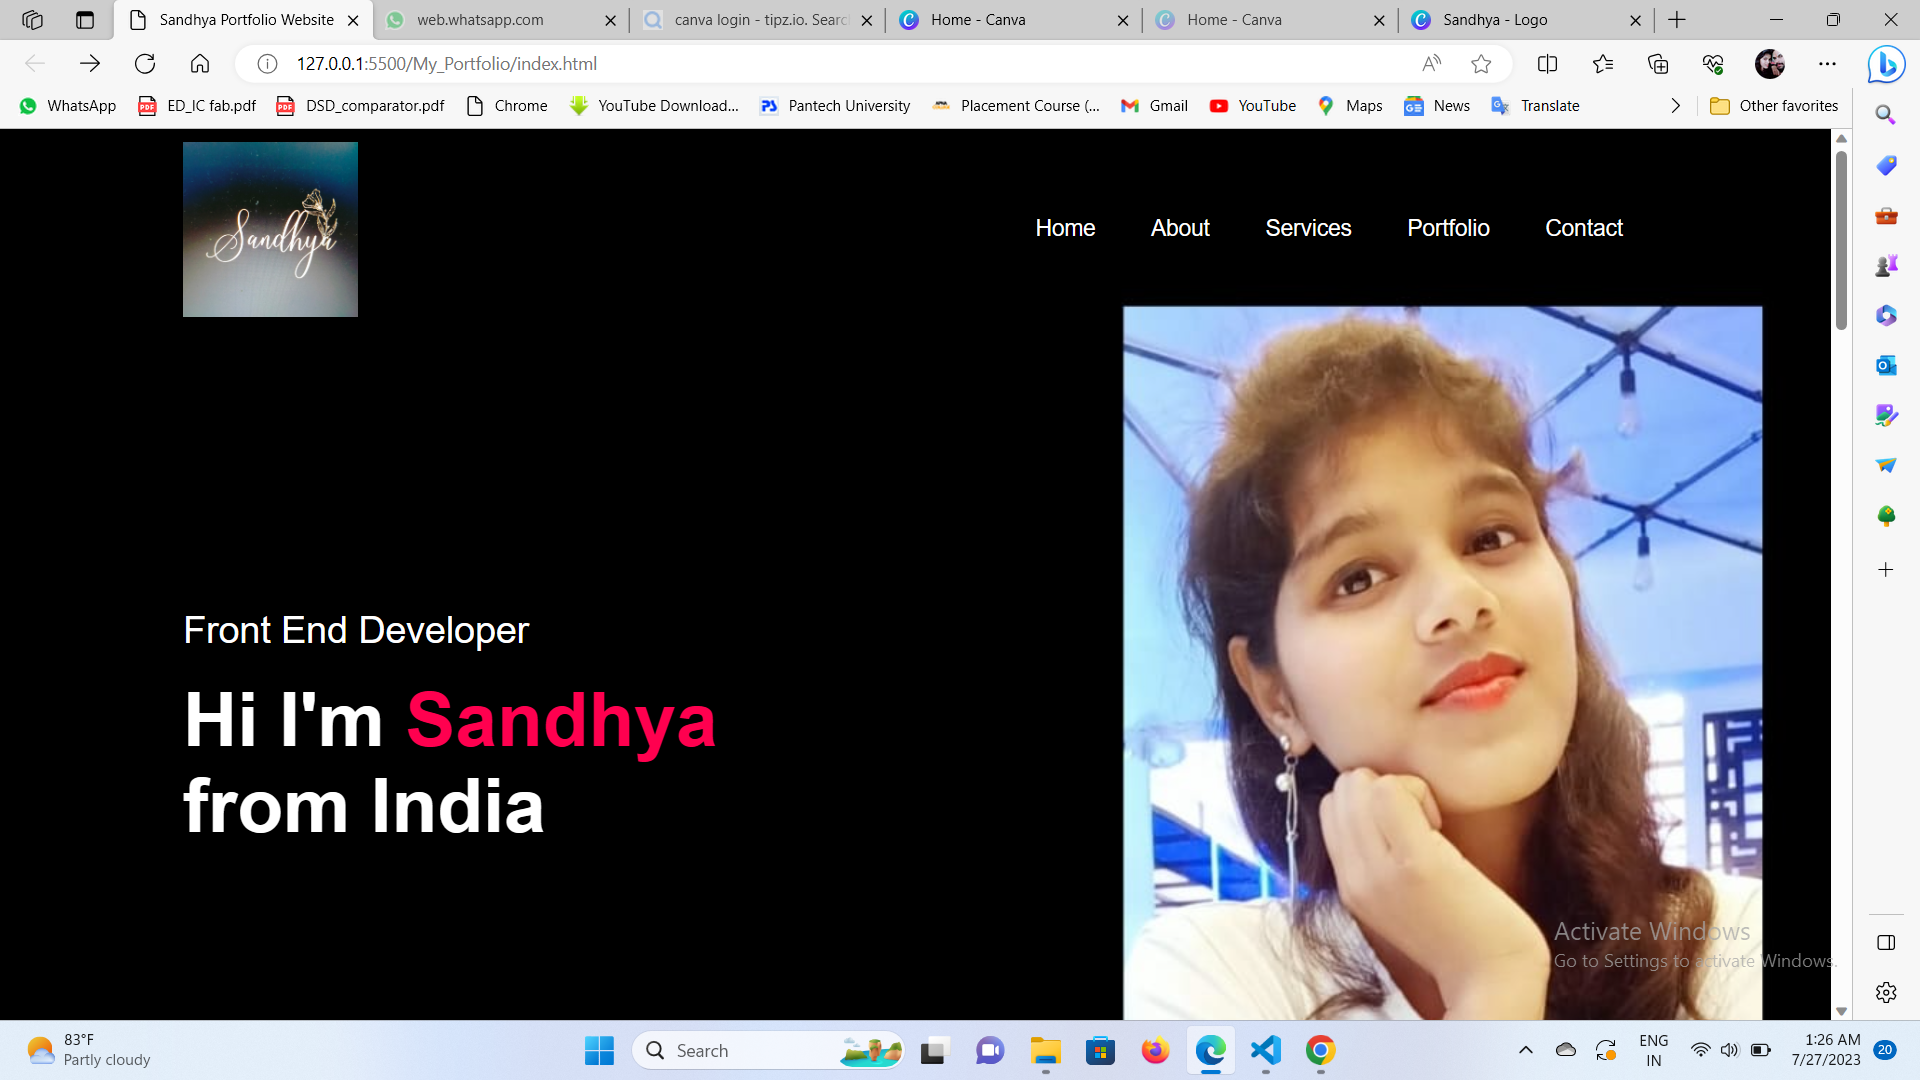 Sandhya Portfolio Website
web.whatsapp.com
canva login - tipz.io. Searc
Home - Canva
Home - Canva
Sandhya - Logo
127.0.0.1:5500/My_Portfolio/index.html
WhatsApp
PDF ED_IC fab.pdf
PDF DSD_comparator.pdf
Chrome
YouTube Download...
PS Pantech University
Placement Course (...
Gmail
YouTube
Maps
News
Translate
Other favorites
Sandhya
Home About Services Portfolio Contact
Front End Developer
Hi I'm Sandhya
from India
Activate Windows
Go to Settings to activate Windows.
83°F
Partly cloudy
Search
ENG
IN
1:26 AM
7/27/2023
20